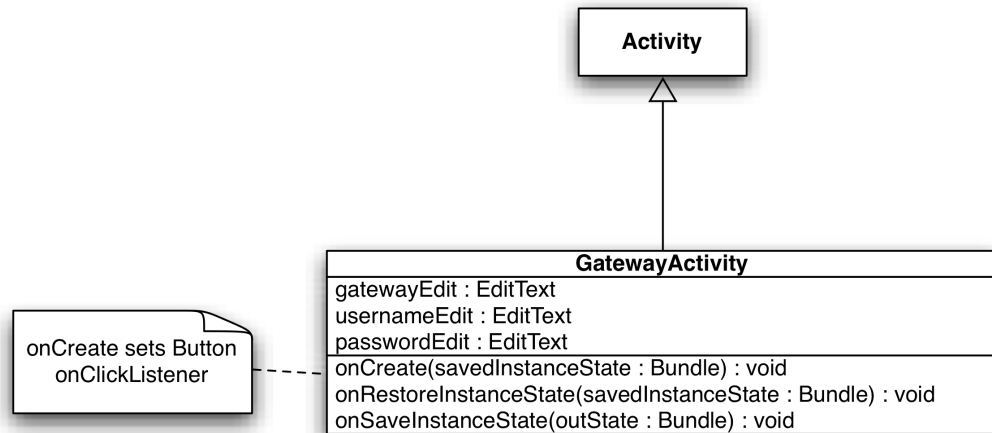 Activity
GatewayActivity
gatewayEdit : EditText
usernameEdit : EditText
passwordEdit : EditText
onCreate(savedInstanceState : Bundle) : void
onRestoreInstanceState(savedInstanceState : Bundle) : void
onSaveInstanceState(outState : Bundle) : void
onCreate sets Button
onClickListener